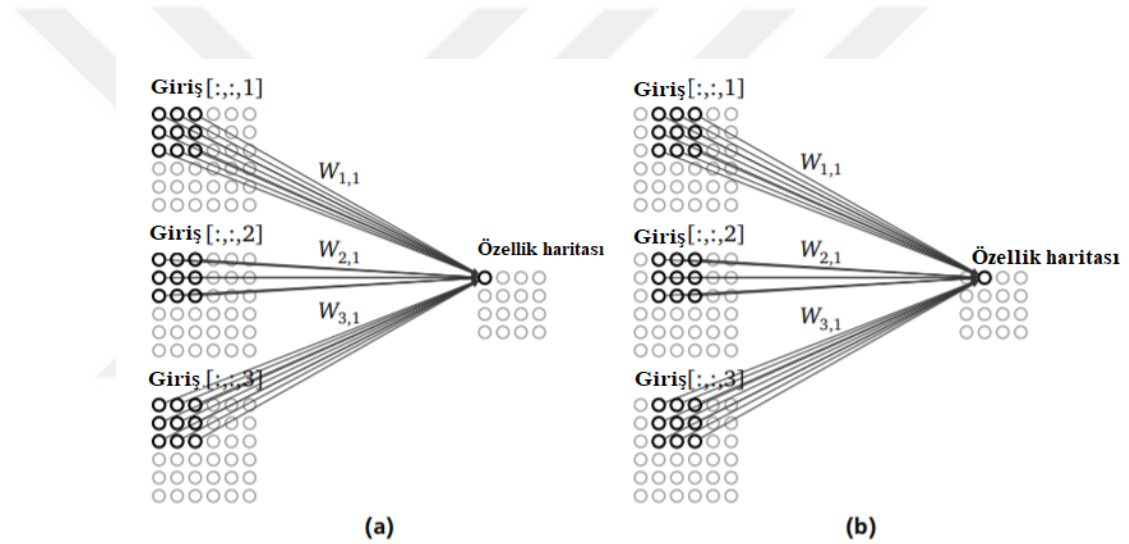 Giriş[:,:,1]
W1,1
Giriş[:,:,2]
W2,1
Özellik haritası
W3,1
Giriş[:,:,3]
(a)
Giriş[:,:,1]
W1,1
Giriş[:,:,2]
W2,1
Özellik haritası
W3,1
Giriş[:,:,3]
(b)